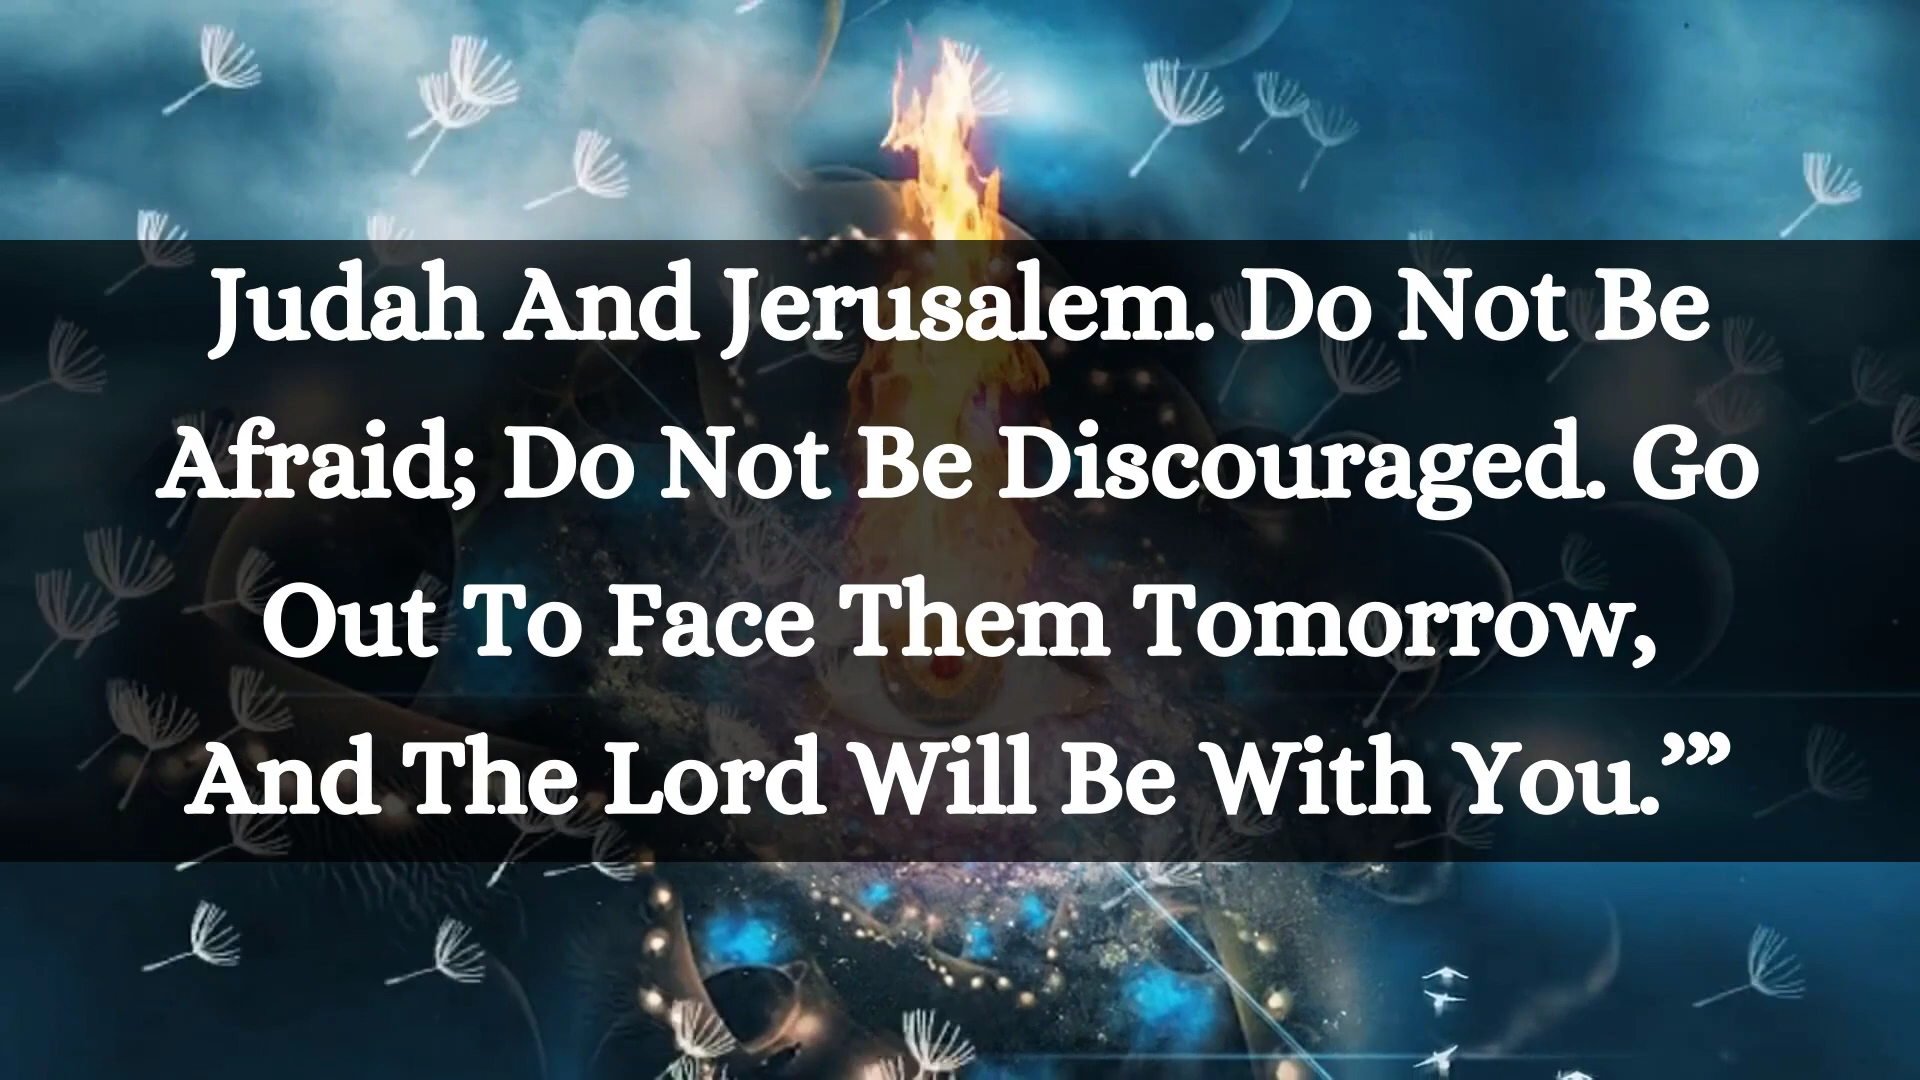 Judah And Jerusalem. Do Not Be
Afraid; Do Not Be Discouraged. Go
Out To Face Them Tomorrow,
And The Lord Will Be With You.’”